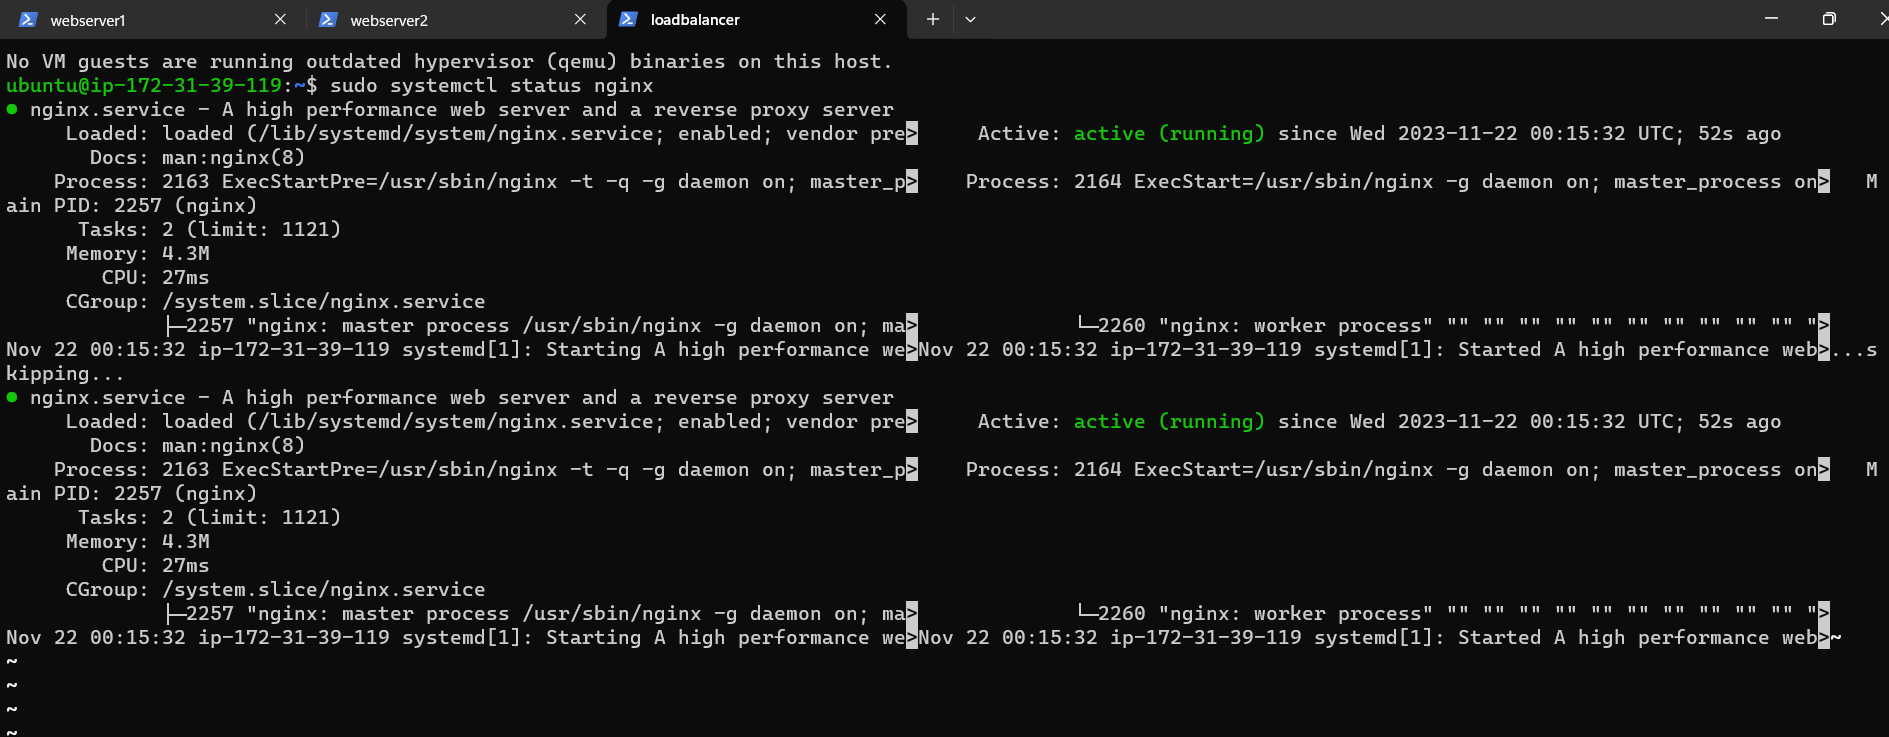 webserver1 webserver2 loadbalancer
No VM guests are running outdated hypervisor (qemu) binaries on this host.
ubuntu@ip-172-31-39-119:~$ sudo systemctl status nginx
● nginx.service - A high performance web server and a reverse proxy server
     Loaded: loaded (/lib/systemd/system/nginx.service; enabled; vendor pre>     Active: active (running) since Wed 2023-11-22 00:15:32 UTC; 52s ago
       Docs: man:nginx(8)
    Process: 2163 ExecStartPre=/usr/sbin/nginx -t -q -g daemon on; master_p>    Process: 2164 ExecStart=/usr/sbin/nginx -g daemon on; master_process on>   M
ain PID: 2257 (nginx)
      Tasks: 2 (limit: 1121)
     Memory: 4.3M
        CPU: 27ms
     CGroup: /system.slice/nginx.service
             ├─2257 "nginx: master process /usr/sbin/nginx -g daemon on; ma>             └─2260 "nginx: worker process" "" "" "" "" "" "" "" "" "" "" ">
Nov 22 00:15:32 ip-172-31-39-119 systemd[1]: Starting A high performance we>Nov 22 00:15:32 ip-172-31-39-119 systemd[1]: Started A high performance web>...s
kipping...
● nginx.service - A high performance web server and a reverse proxy server
     Loaded: loaded (/lib/systemd/system/nginx.service; enabled; vendor pre>     Active: active (running) since Wed 2023-11-22 00:15:32 UTC; 52s ago
       Docs: man:nginx(8)
    Process: 2163 ExecStartPre=/usr/sbin/nginx -t -q -g daemon on; master_p>    Process: 2164 ExecStart=/usr/sbin/nginx -g daemon on; master_process on>   M
ain PID: 2257 (nginx)
      Tasks: 2 (limit: 1121)
     Memory: 4.3M
        CPU: 27ms
     CGroup: /system.slice/nginx.service
             ├─2257 "nginx: master process /usr/sbin/nginx -g daemon on; ma>             └─2260 "nginx: worker process" "" "" "" "" "" "" "" "" "" "" ">
Nov 22 00:15:32 ip-172-31-39-119 systemd[1]: Starting A high performance we>Nov 22 00:15:32 ip-172-31-39-119 systemd[1]: Started A high performance web>~
~
~
~
~